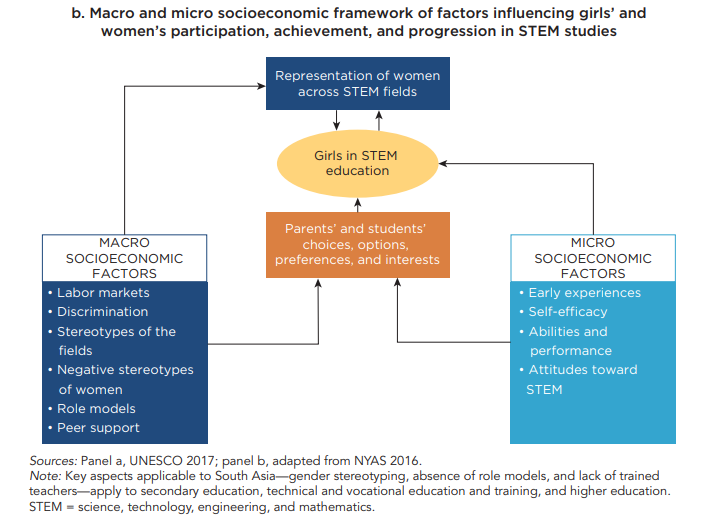 b. Macro and micro socioeconomic framework of factors influencing girls’ and
women’s participation, achievement, and progression in STEM studies
Representation of women
across STEM fields
Girls in STEM
education
Parents’ and students’
choices, options,
preferences, and interests
MACRO
SOCIOECONOMIC
FACTORS
• Labor markets
• Discrimination
• Stereotypes of the
fields
• Negative stereotypes
of women
• Role models
• Peer support
MICRO
SOCIOECONOMIC
FACTORS
• Early experiences
• Self-efficacy
• Abilities and
performance
• Attitudes toward
STEM
Sources: Panel a, UNESCO 2017; panel b, adapted from NYAS 2016.
Note: Key aspects applicable to South Asia—gender stereotyping, absence of role models, and lack of trained
teachers—apply to secondary education, technical and vocational education and training, and higher education.
STEM = science, technology, engineering, and mathematics.